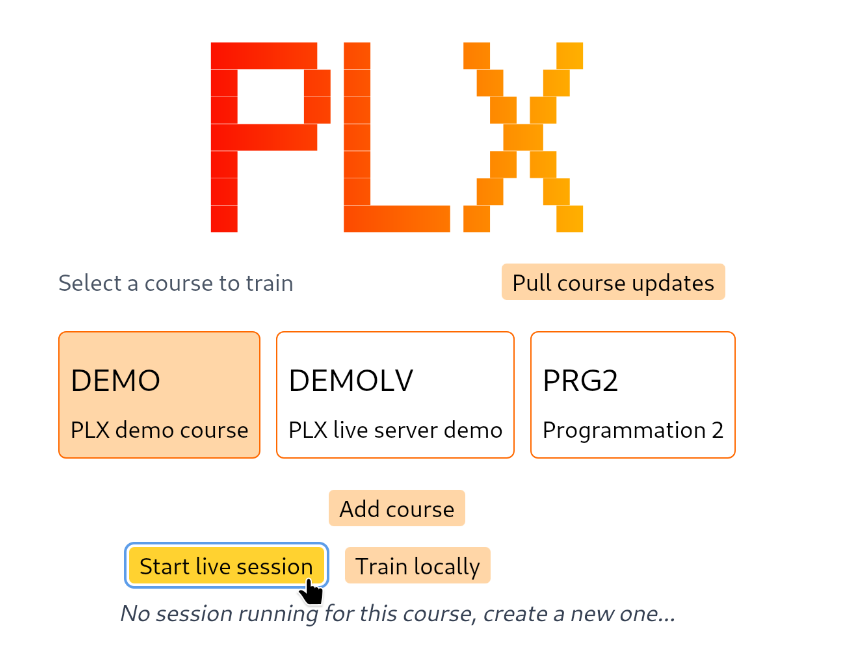 PLX
Select a course to train
Pull course updates
DEMO
PLX demo course
DEMOLV
PLX live server demo
PRG2
Programmation 2
Add course
Start live session
Train locally
No session running for this course, create a new one...